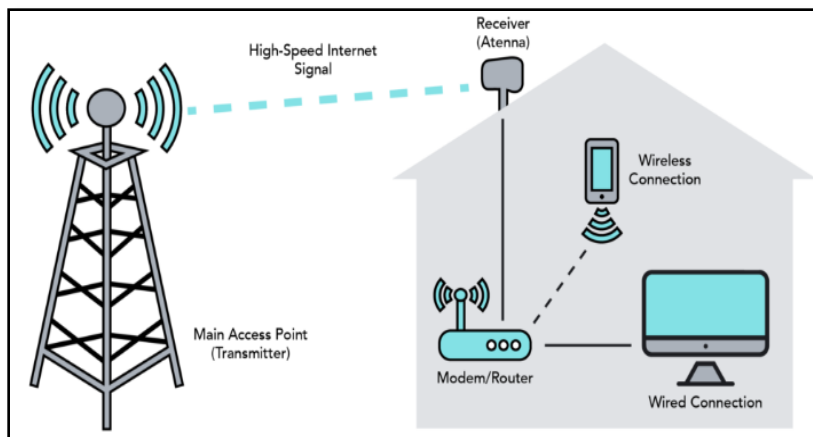 Receiver
(Atenna)
High-Speed Internet
Signal
Wireless
Connection
Main Access Point
(Transmitter)
Modem/Router
Wired Connection